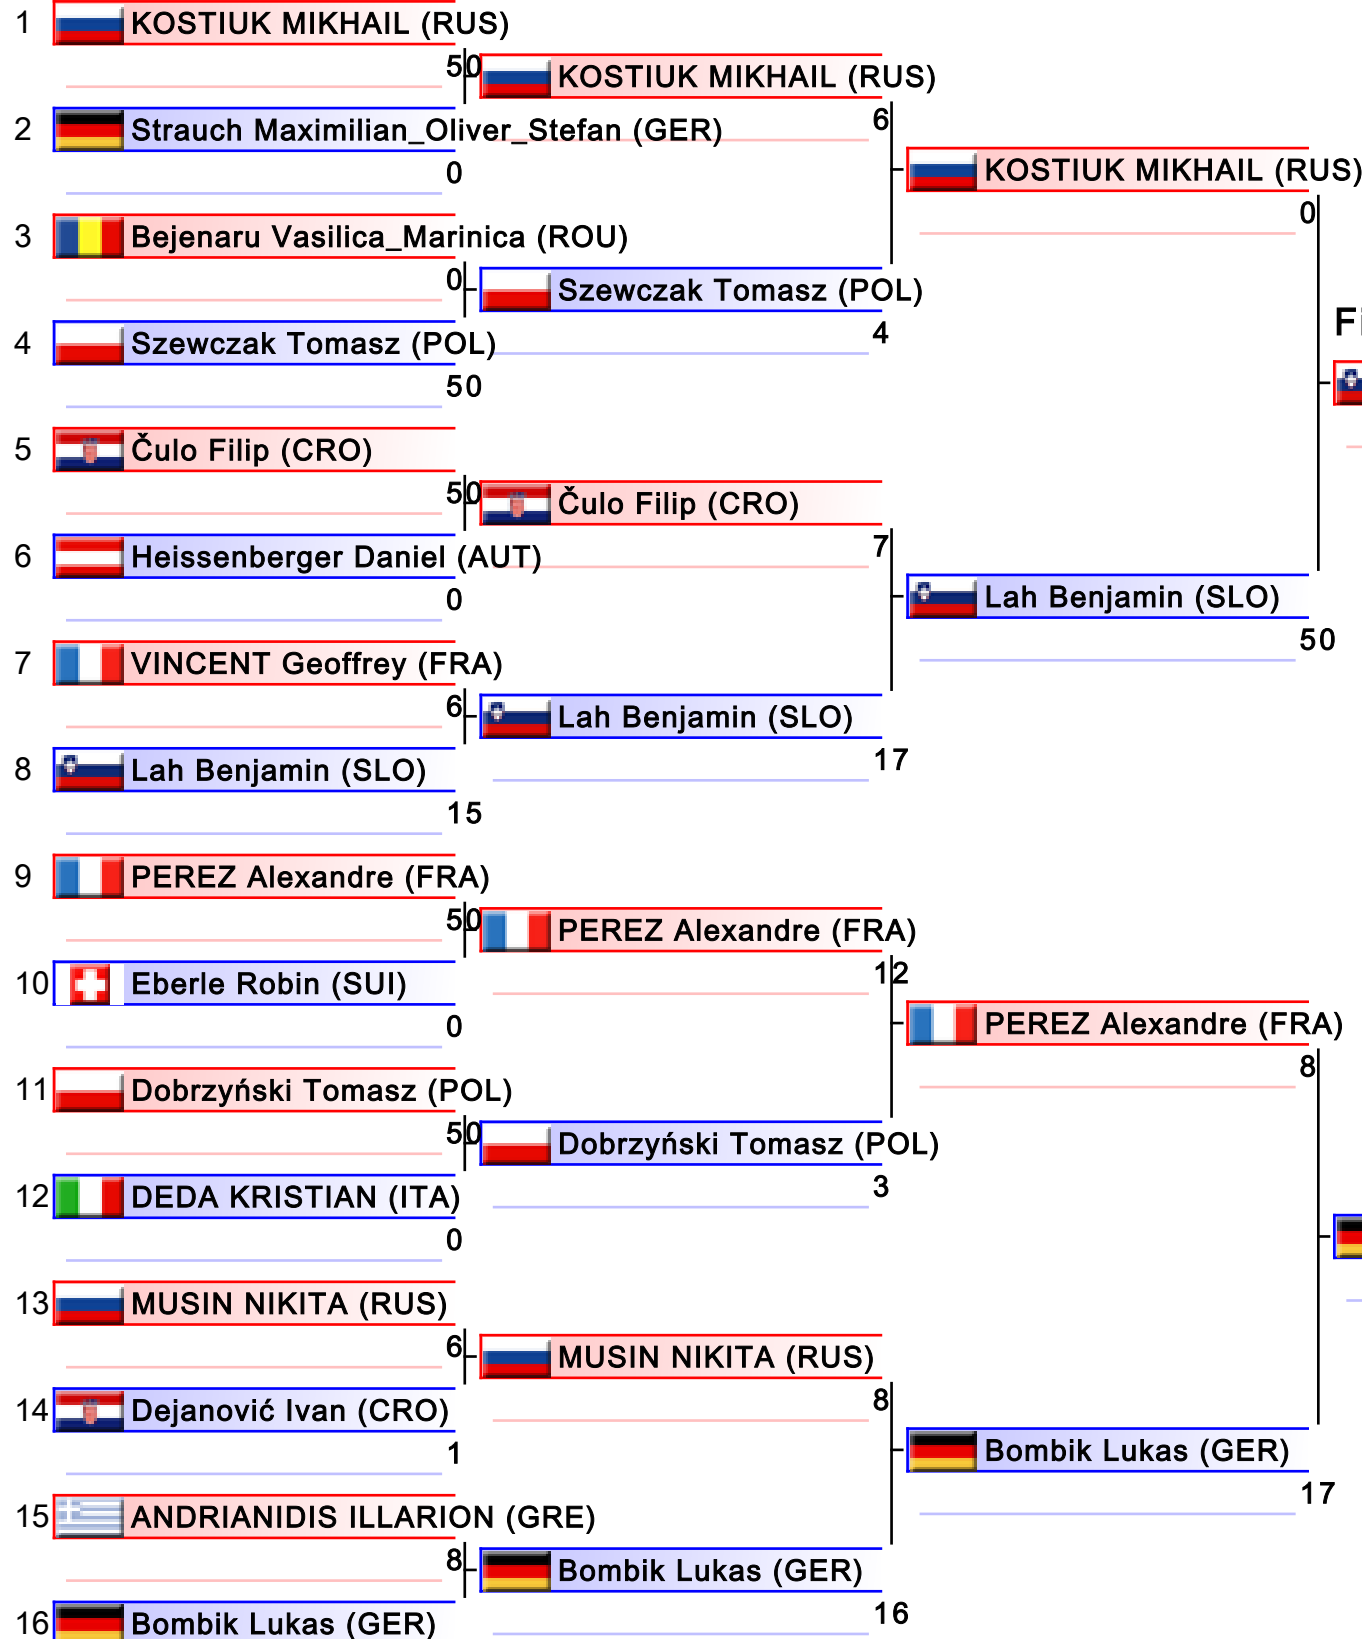 1 KOSTIUK MIKHAIL (RUS)
50 KOSTIUK MIKHAIL (RUS)
2 Strauch Maximilian_Oliver_Stefan (GER)
6
0 KOSTIUK MIKHAIL (RUS)
0
3 Bejenaru Vasilica_Marinica (ROU)
0 Szewczak Tomasz (POL)
4 Szewczak Tomasz (POL)
4
50
5 Čulo Filip (CRO)
50 Čulo Filip (CRO)
6 Heissenberger Daniel (AUT)
7
0 Lah Benjamin (SLO)
50
7 VINCENT Geoffrey (FRA)
6 Lah Benjamin (SLO)
8 Lah Benjamin (SLO)
17
15
9 PEREZ Alexandre (FRA)
50 PEREZ Alexandre (FRA)
10 Eberle Robin (SUI)
12
0 PEREZ Alexandre (FRA)
8
11 Dobrzyński Tomasz (POL)
50 Dobrzyński Tomasz (POL)
12 DEDA KRISTIAN (ITA)
3
0
13 MUSIN NIKITA (RUS)
6 MUSIN NIKITA (RUS)
14 Dejanović Ivan (CRO)
8
1 Bombik Lukas (GER)
17
15 ANDRIANIDIS ILLARION (GRE)
8 Bombik Lukas (GER)
16 Bombik Lukas (GER)
16